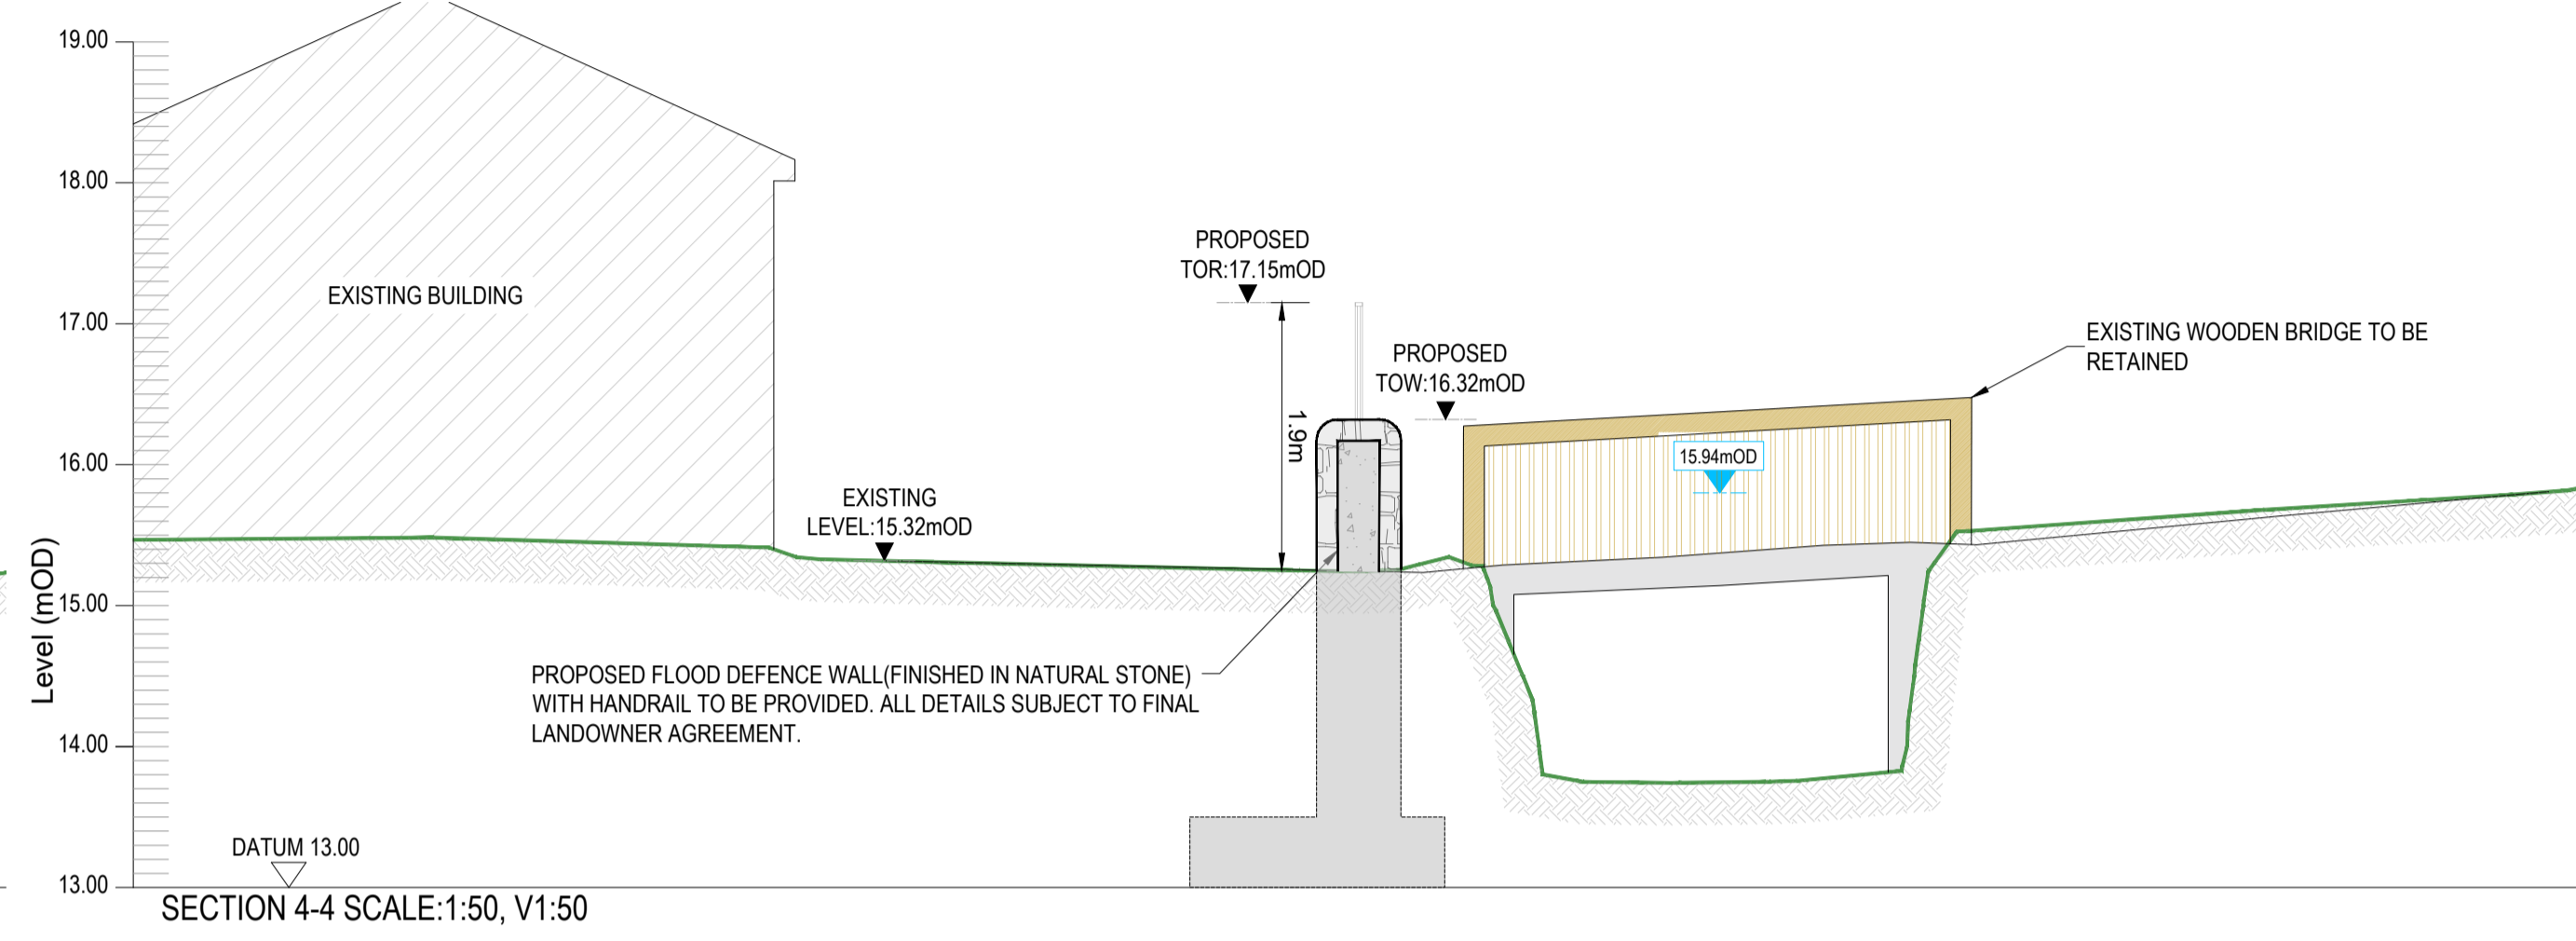 19.00
18.00
17.00
16.00
15.00
14.00
13.00
Level (mOD)
EXISTING BUILDING
PROPOSED
TOR:17.15mOD
PROPOSED
TOW:16.32mOD
1.9m
EXISTING WOODEN BRIDGE TO BE
RETAINED
15.94mOD
EXISTING
LEVEL:15.32mOD
PROPOSED FLOOD DEFENCE WALL(FINISHED IN NATURAL STONE)
WITH HANDRAIL TO BE PROVIDED. ALL DETAILS SUBJECT TO FINAL
LANDOWNER AGREEMENT.
DATUM 13.00
SECTION 4-4 SCALE:1:50, V1:50